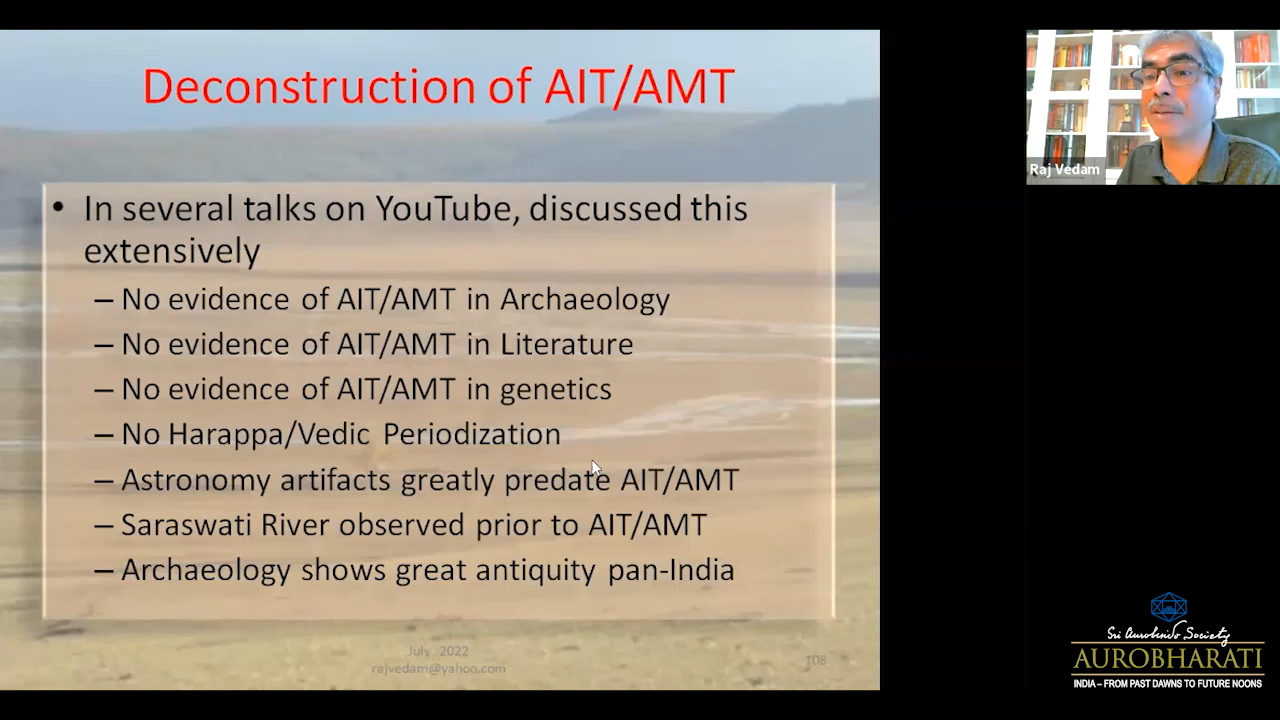 Deconstruction of AIT/AMT
• In several talks on YouTube, discussed this
extensively
– No evidence of AIT/AMT in Archaeology
– No evidence of AIT/AMT in Literature
– No evidence of AIT/AMT in genetics
– No Harappa/Vedic Periodization
– Astronomy artifacts greatly predate AIT/AMT
– Saraswati River observed prior to AIT/AMT
– Archaeology shows great antiquity pan-India
July 2022
rajvedam@yahoo.com
108
Raj Vedam
Sri Aurobindo Society
AUROBHARATI
INDIA – FROM PAST DAWNS TO FUTURE NOONS